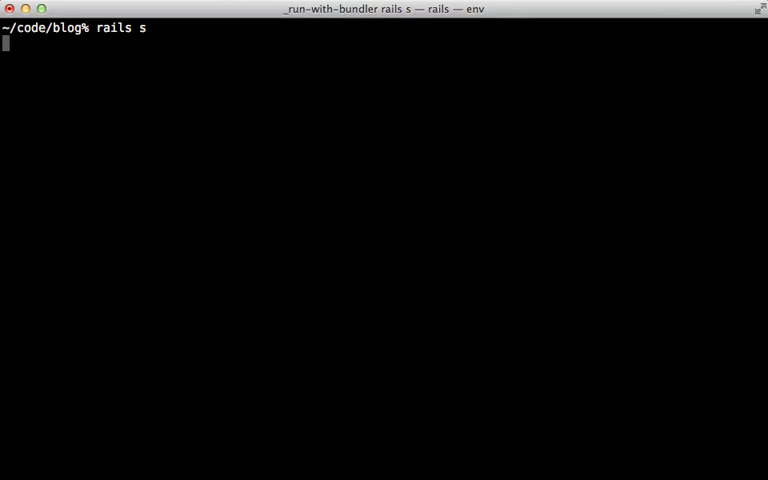 _run-with-bundler rails s — rails — env
~/code/blog% rails s